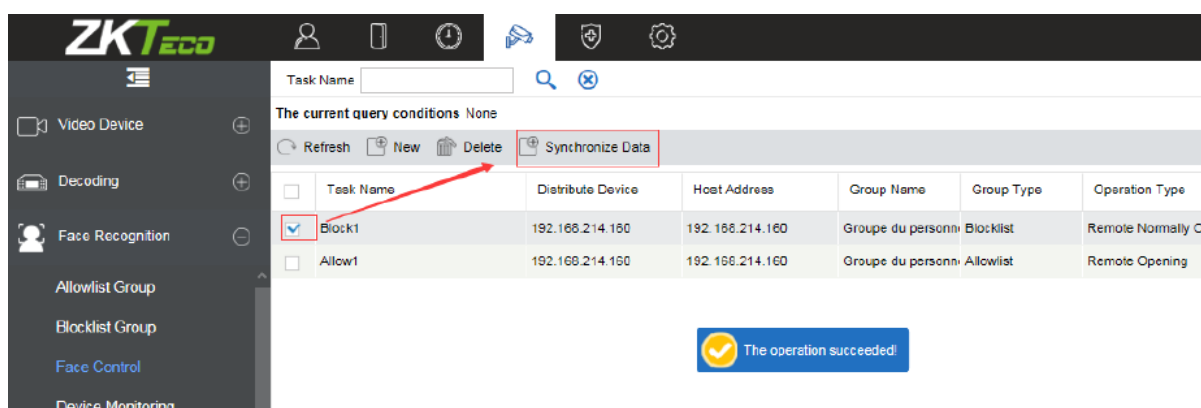 ZKTECO
Task Name
The current query conditions None
Video Device
Refresh New Delete Synchronize Data
Decoding
Task Name Distribute Device Host Address Group Name Group Type Operation Type
Face Recognition
Block1 192.168.214.160 192.168.214.160 Groupe du personn Blocklist Remote Normally O
Allow1 192.168.214.160 192.168.214.160 Groupe du personn Allowlist Remote Opening
Allowlist Group
Blocklist Group
The operation succeeded!
Face Control
Device Monitoring